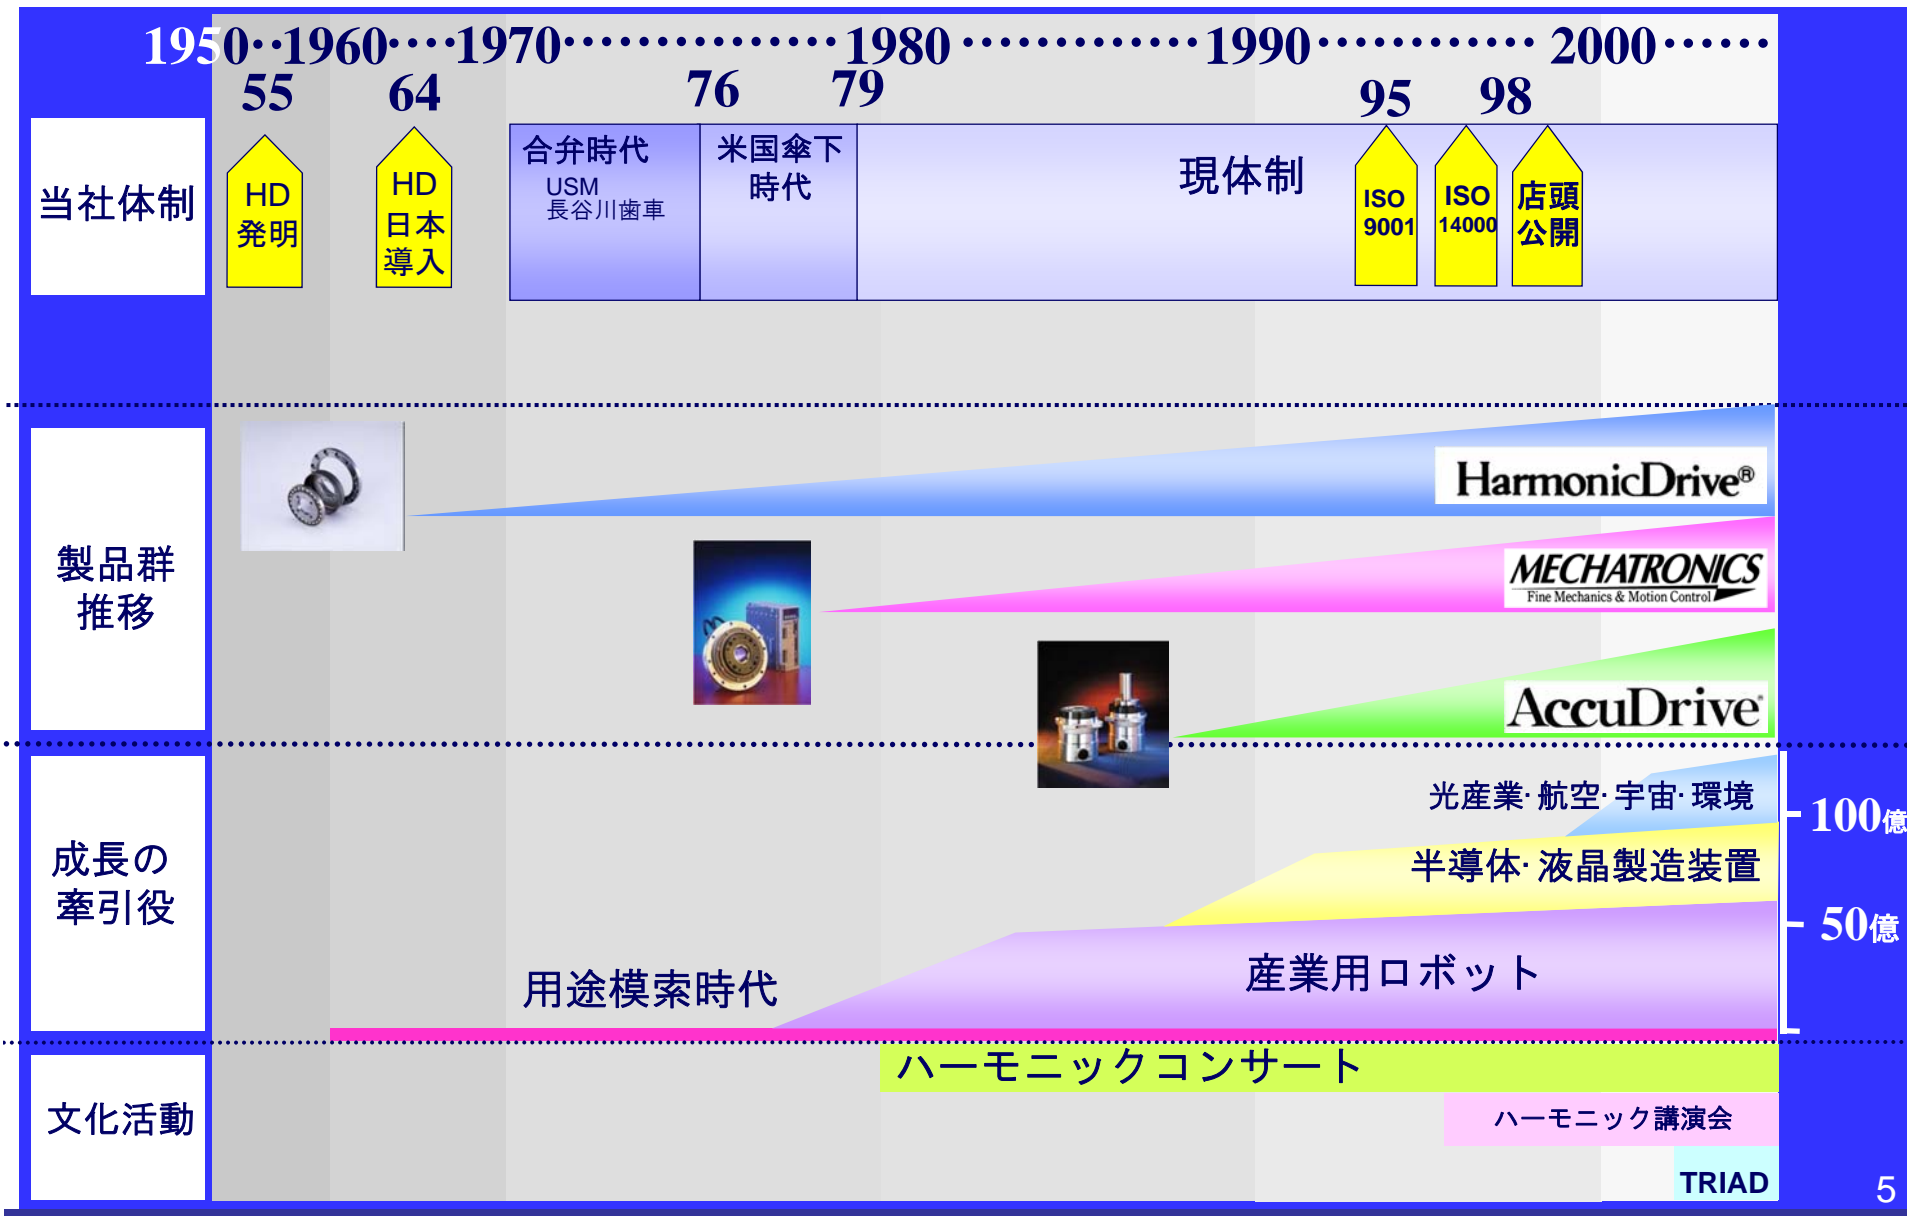 1950‥1960‥‥1970‥‥‥‥‥‥‥1980‥‥‥‥‥‥1990‥‥‥‥‥‥2000‥‥‥
55 64 76 79 95 98
当社体制
HD
発明
HD
日本
導入
合弁時代
USM
長谷川歯車
米国傘下
時代
現体制
ISO
9001
ISO
14000
店頭
公開
製品群
推移
HarmonicDrive®
MECHATRONICS
Fine Mechanics & Motion Control
AccuDrive
成長の
牽引役
光産業・航空・宇宙・環境
半導体・液晶製造装置
産業用ロボット
用途模索時代
100億
50億
文化活動
ハーモニックコンサート
ハーモニック講演会
TRIAD
5